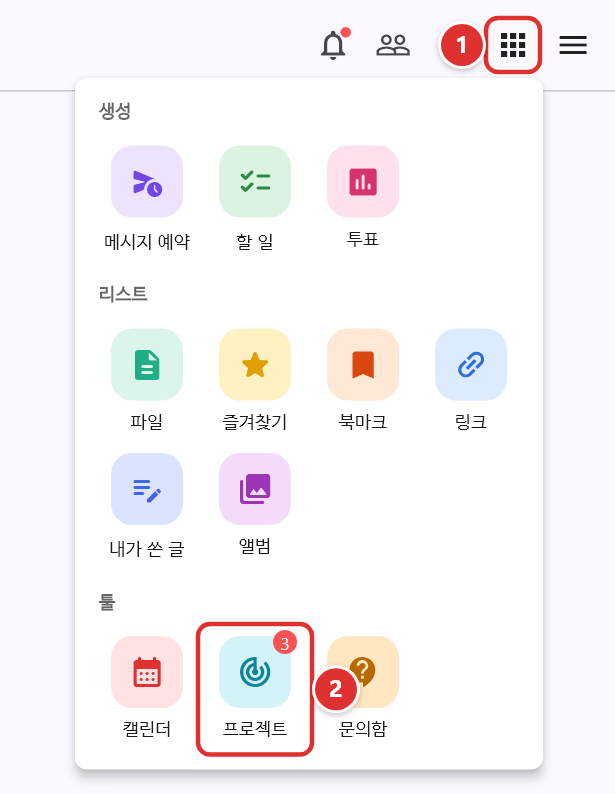 1
생성
메시지 예약
할 일
투표
리스트
파일
즐겨찾기
북마크
링크
내가 쓴 글
앨범
툴
3
2
?
캘린더
프로젝트
문의함